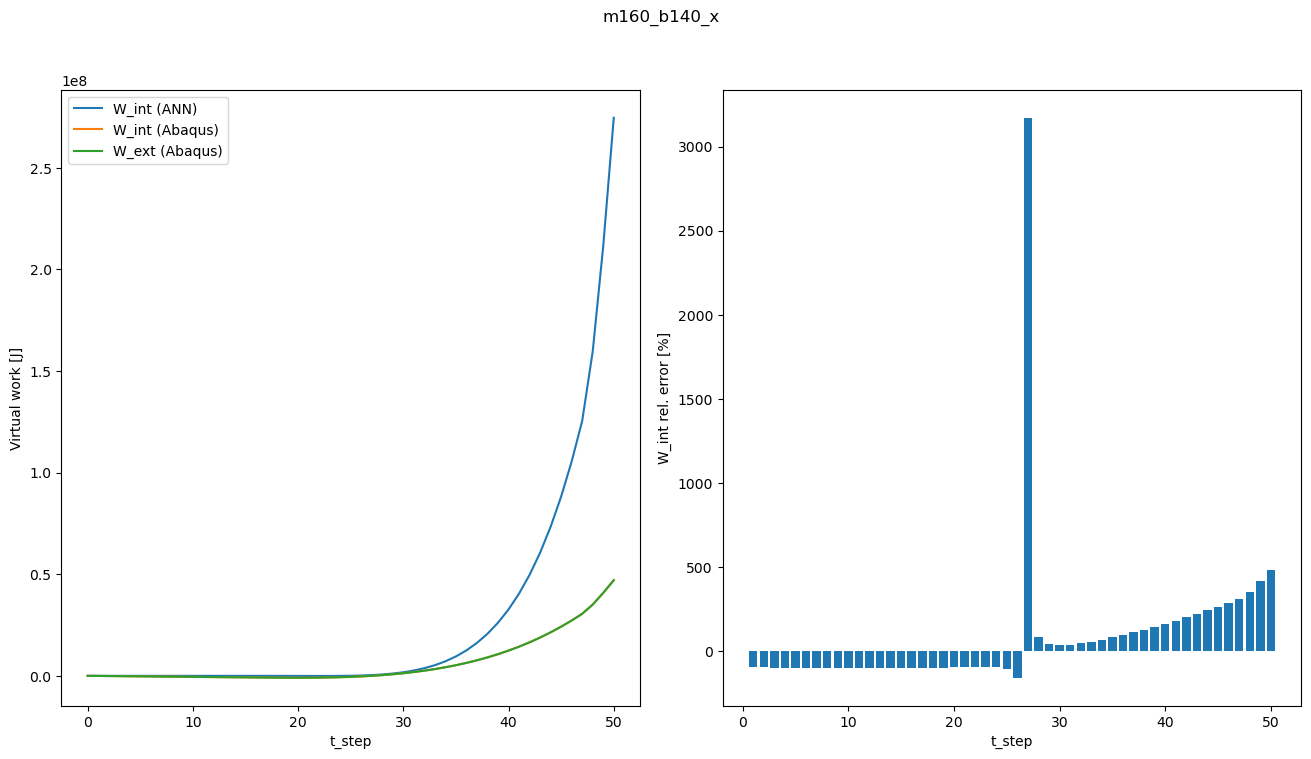 m160_b140_x
1e8
W_int (ANN)
W_int (Abaqus)
W_ext (Abaqus)
Virtual work [J]
2.5
2.0
1.5
1.0
0.5
0.0
0 10 20 30 40 50
t_step
W_int rel. error [%]
3000
2500
2000
1500
1000
500
0
0 10 20 30 40 50
t_step